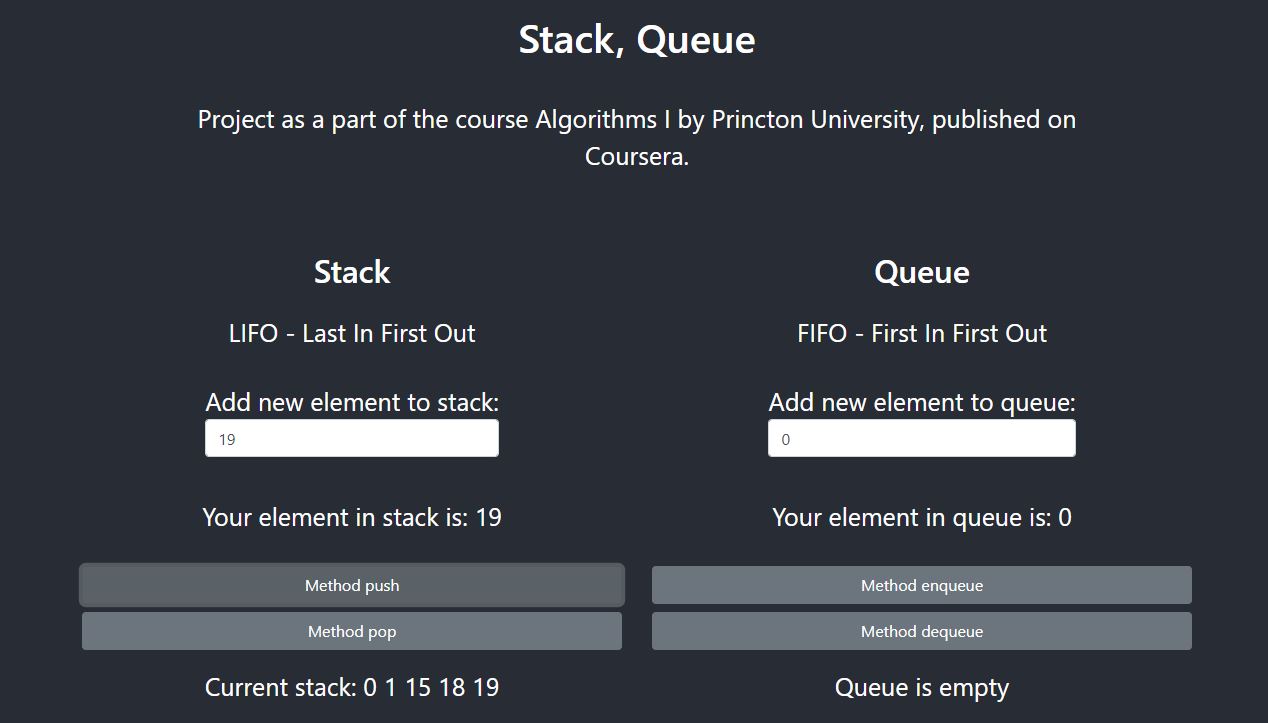 Stack, Queue
Project as a part of the course Algorithms I by Princton University, published on
Coursera.
Stack
LIFO - Last In First Out
Add new element to stack:
19
Your element in stack is: 19
Method push
Method pop
Current stack: 0 1 15 18 19
Queue
FIFO - First In First Out
Add new element to queue:
0
Your element in queue is: 0
Method enqueue
Method dequeue
Queue is empty